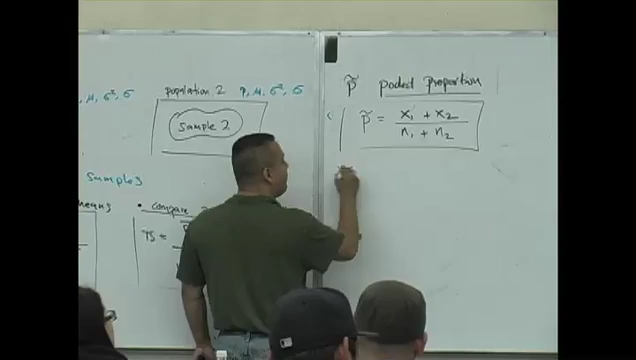 μ, σ², σ
population 2 p, μ, σ², σ
sample 2
samples
means
• compare
TS =
p̃ pooled proportion
p̃ = x₁ + x₂ / n₁ + n₂